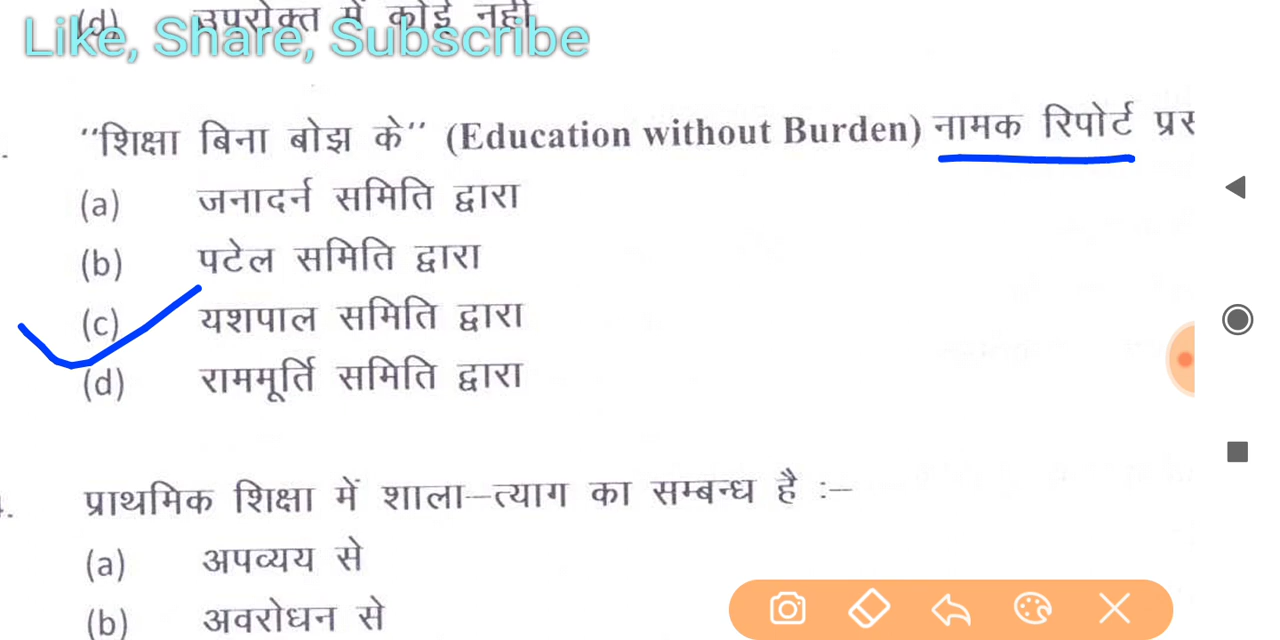 (d) उपरोक्त में कोई नही
Like, Share, Subscribe
"शिक्षा बिना बोझ के" (Education without Burden) नामक रिपोर्ट
(a) जनादर्न समिति द्वारा
(b) पटेल समिति द्वारा
(c) यशपाल समिति द्वारा
(d) राममूर्ति समिति द्वारा
प्राथमिक शिक्षा में शाला–त्याग का सम्बन्ध है :–
(a) अपव्यय से
(b) अवरोधन से